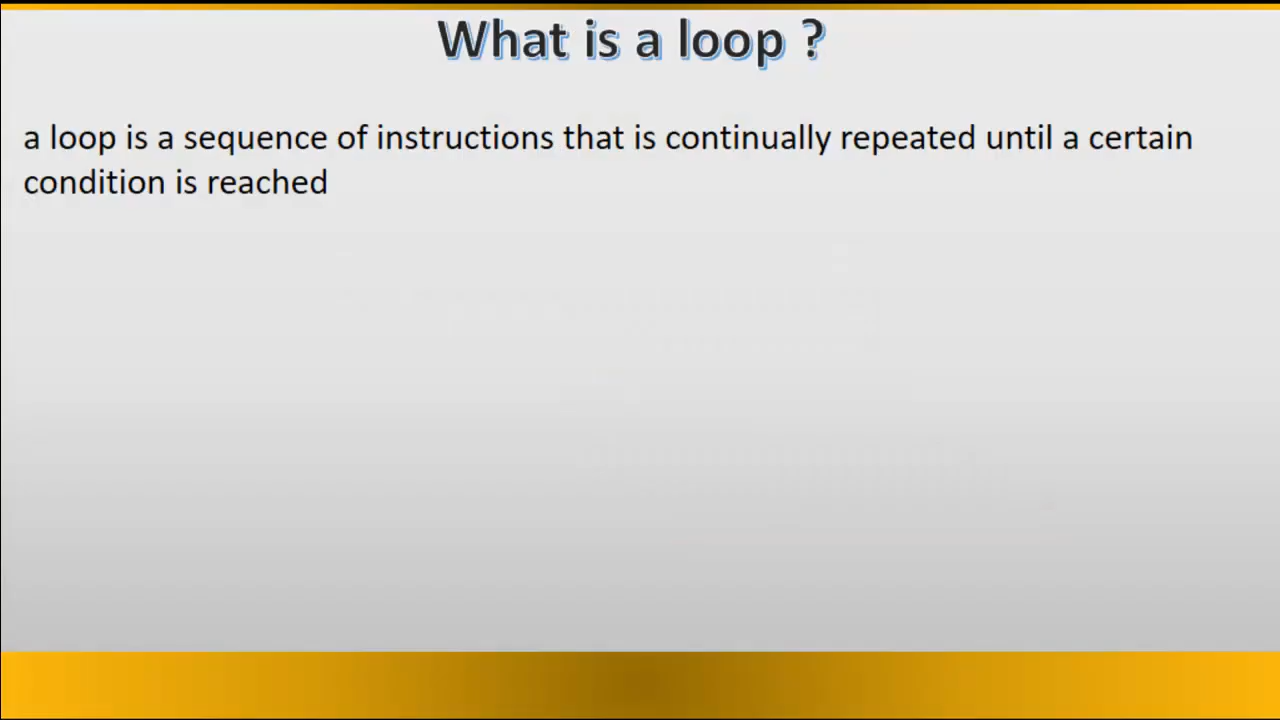 What is a loop ?
a loop is a sequence of instructions that is continually repeated until a certain
condition is reached